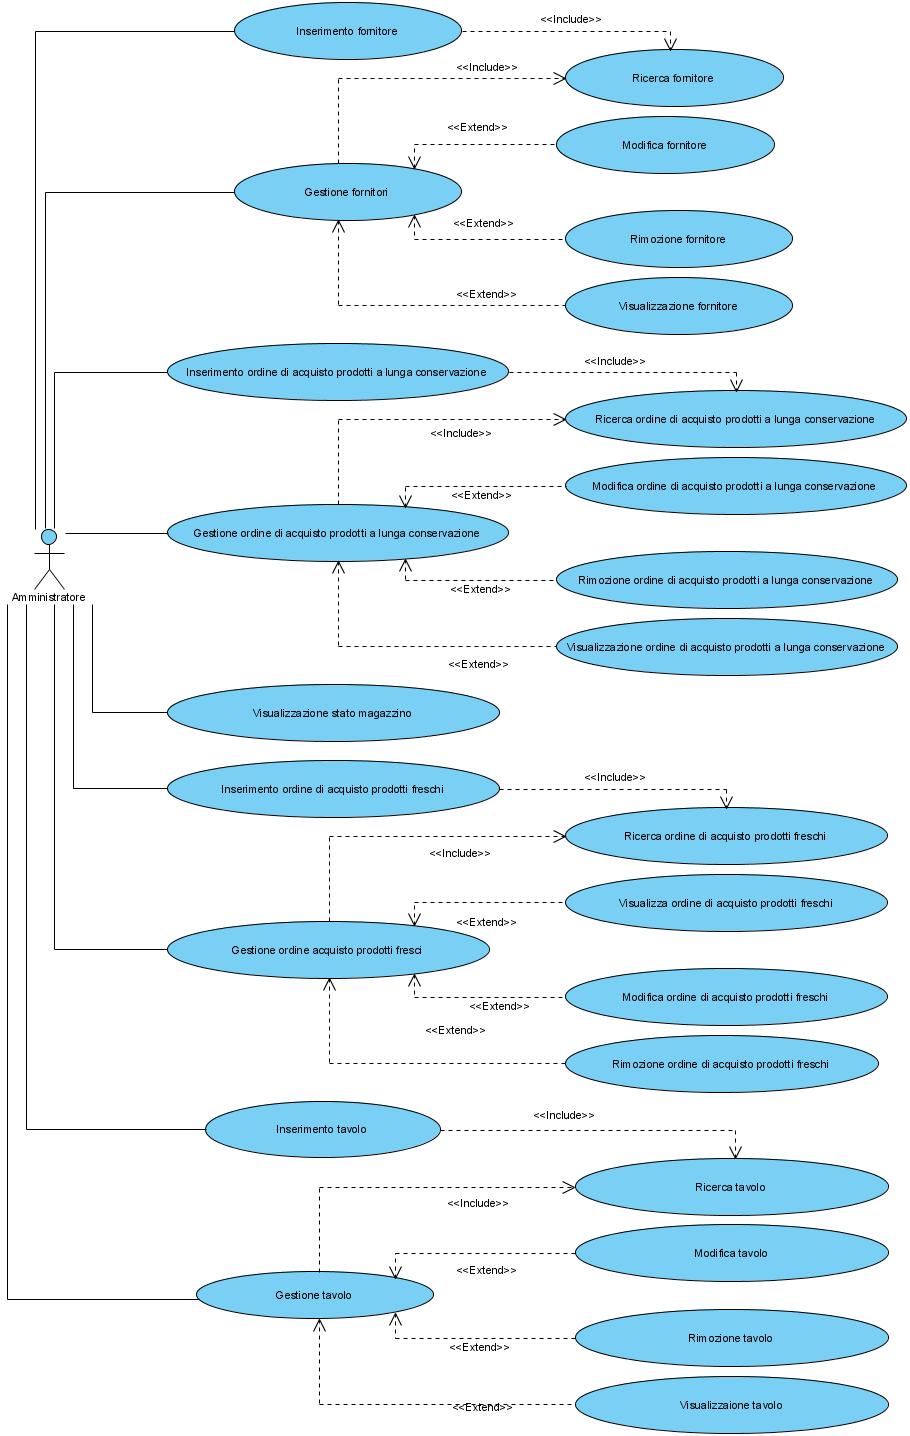 <<Include>>
Inserimento fornitore
<<Include>>
Ricerca fornitore
<<Extend>>
Modifica fornitore
Gestione fornitori
<<Extend>>
Rimozione fornitore
<<Extend>>
Visualizzazione fornitore
<<Include>>
Inserimento ordine di acquisto prodotti a lunga conservazione
Ricerca ordine di acquisto prodotti a lunga conservazione
<<Include>>
Modifica ordine di acquisto prodotti a lunga conservazione
<<Extend>>
Gestione ordine di acquisto prodotti a lunga conservazione
Rimozione ordine di acquisto prodotti a lunga conservazione
<<Extend>>
Amministratore
Visualizzazione ordine di acquisto prodotti a lunga conservazione
<<Extend>>
Visualizzazione stato magazzino
<<Include>>
Inserimento ordine di acquisto prodotti freschi
Ricerca ordine di acquisto prodotti freschi
<<Include>>
Visualizza ordine di acquisto prodotti freschi
<<Extend>>
Gestione ordine acquisto prodotti fresci
Modifica ordine di acquisto prodotti freschi
<<Extend>>
<<Extend>>
Rimozione ordine di acquisto prodotti freschi
<<Include>>
Inserimento tavolo
Ricerca tavolo
<<Include>>
Modifica tavolo
<<Extend>>
Gestione tavolo
Rimozione tavolo
<<Extend>>
Visualizzaione tavolo
<<Extend>>